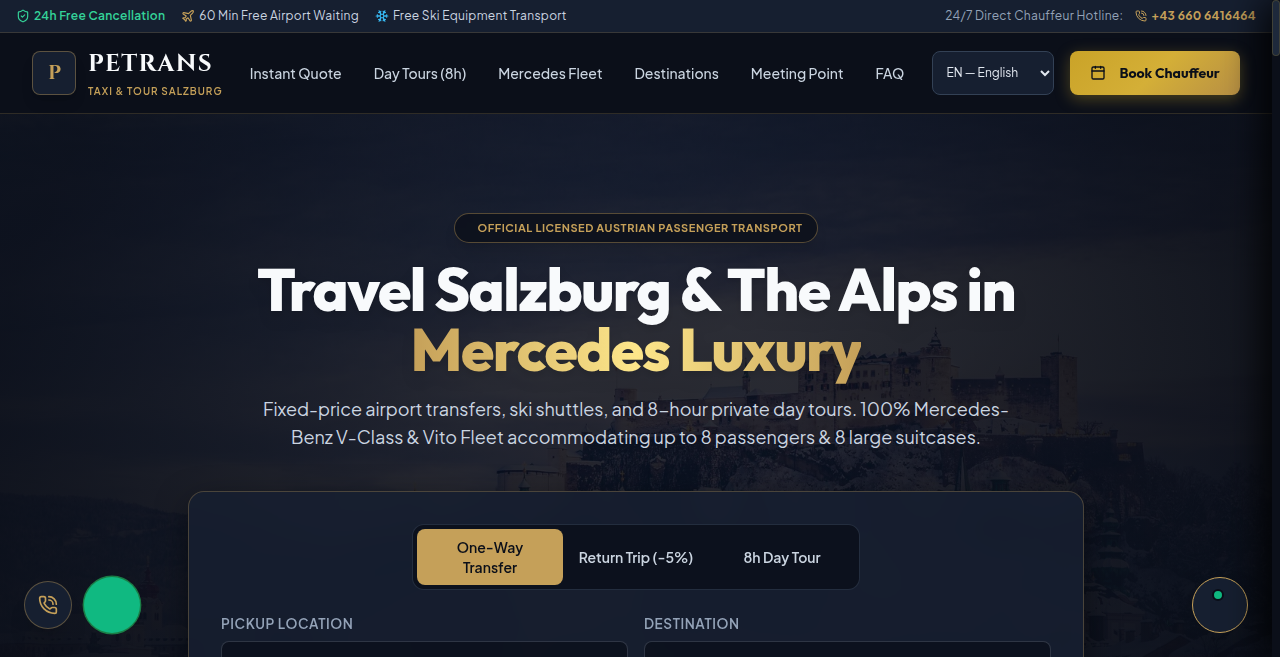 24h Free Cancellation
60 Min Free Airport Waiting
Free Ski Equipment Transport
24/7 Direct Chauffeur Hotline:
+43 660 6416464
P
PETRANS
TAXI & TOUR SALZBURG
Instant Quote
Day Tours (8h)
Mercedes Fleet
Destinations
Meeting Point
FAQ
EN — English
Book Chauffeur
OFFICIAL LICENSED AUSTRIAN PASSENGER TRANSPORT
Travel Salzburg & The Alps in
Mercedes Luxury
Fixed-price airport transfers, ski shuttles, and 8-hour private day tours. 100% Mercedes-
Benz V-Class & Vito Fleet accommodating up to 8 passengers & 8 large suitcases.
One-Way
Transfer
Return Trip (-5%)
8h Day Tour
PICKUP LOCATION
DESTINATION